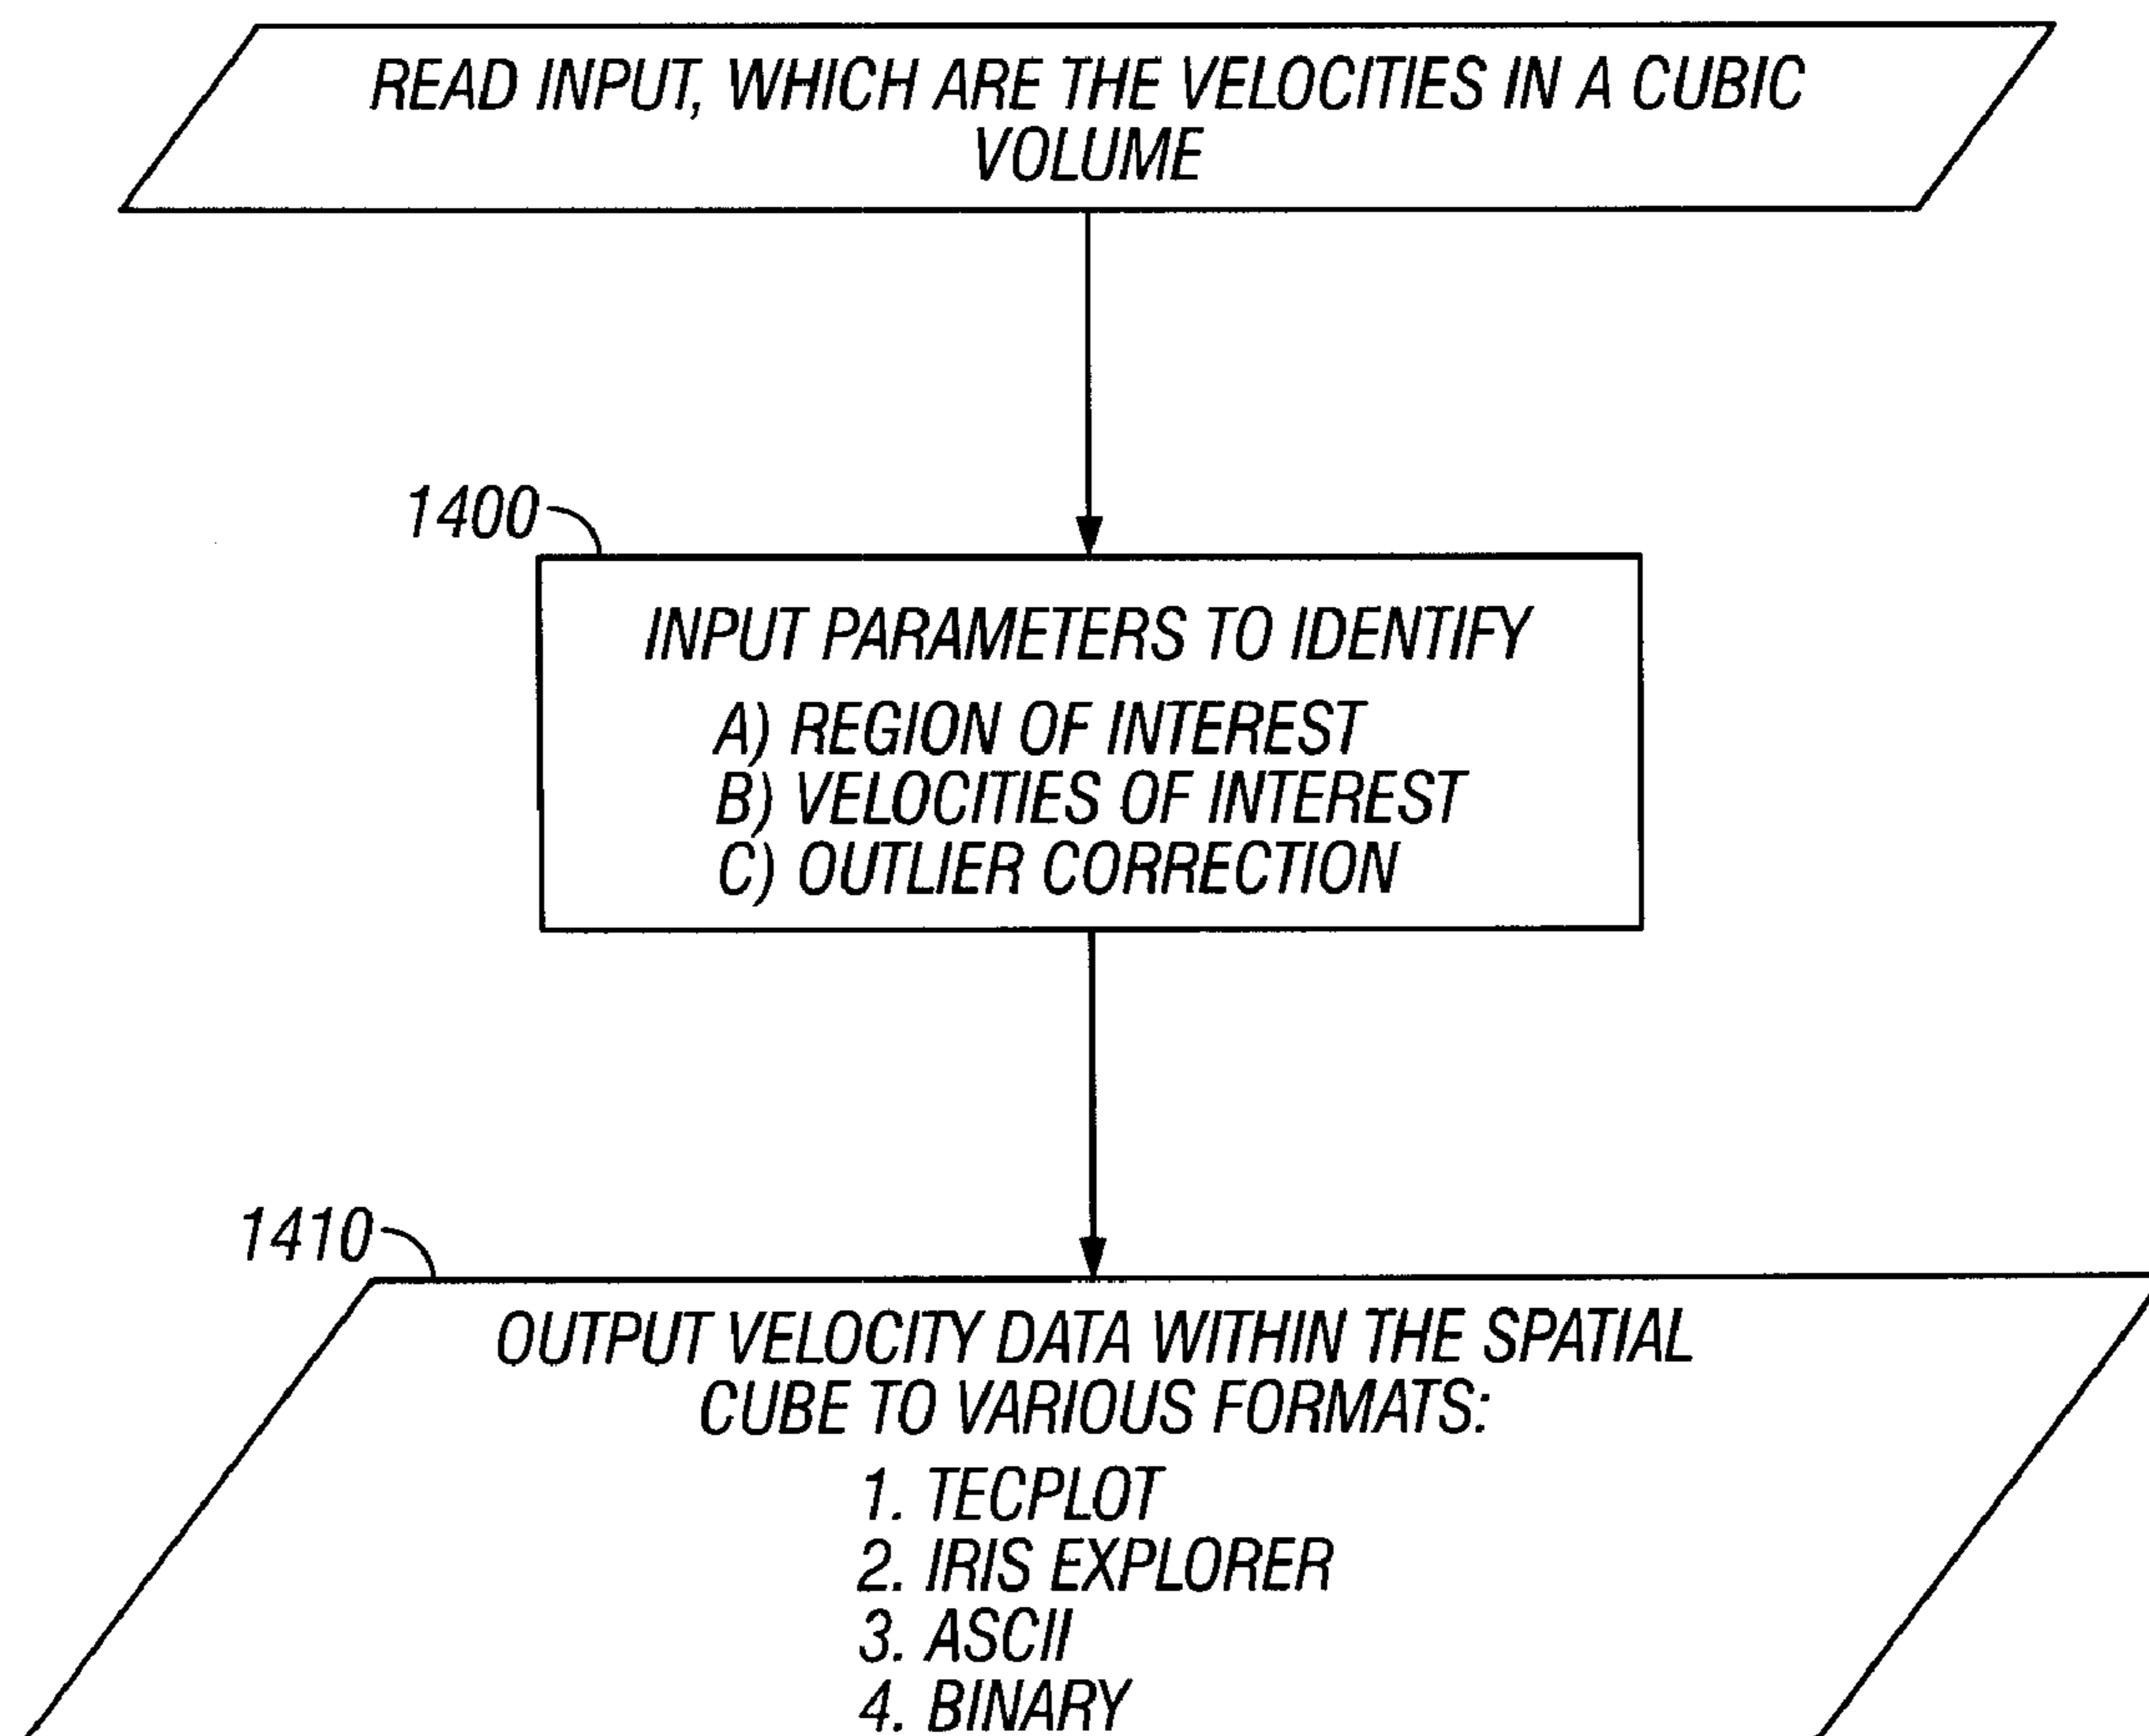 READ INPUT, WHICH ARE THE VELOCITIES IN A CUBIC
VOLUME
1400
INPUT PARAMETERS TO IDENTIFY
A) REGION OF INTEREST
B) VELOCITIES OF INTEREST
C) OUTLIER CORRECTION
1410
OUTPUT VELOCITY DATA WITHIN THE SPATIAL
CUBE TO VARIOUS FORMATS:
1. TECPLOT
2. IRIS EXPLORER
3. ASCII
4. BINARY